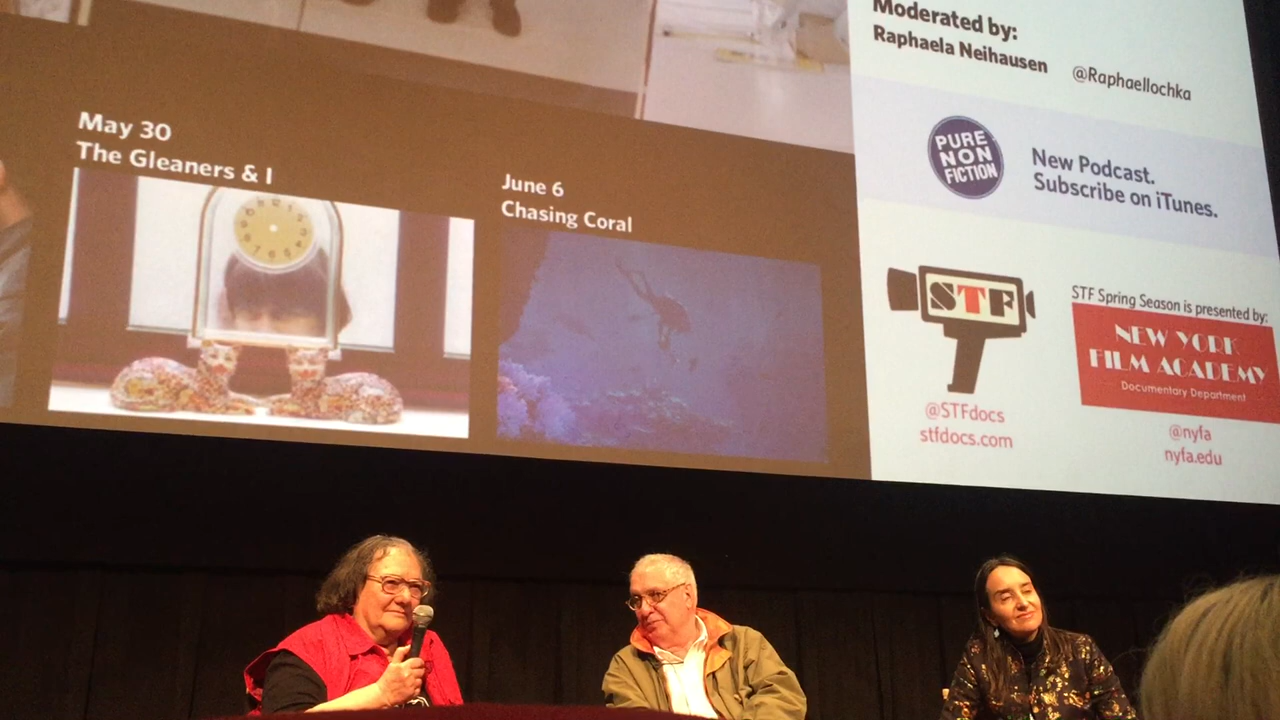 May 30
The Gleaners & I
June 6
Chasing Coral
Moderated by:
Raphaela Neihausen @Raphaellochka
PURE
NON
FICTION
New Podcast.
Subscribe on iTunes.
STF
@STFdocs
stfdocs.com
STF Spring Season is presented by:
NEW YORK
FILM ACADEMY
Documentary Department
@nyfa
nyfa.edu